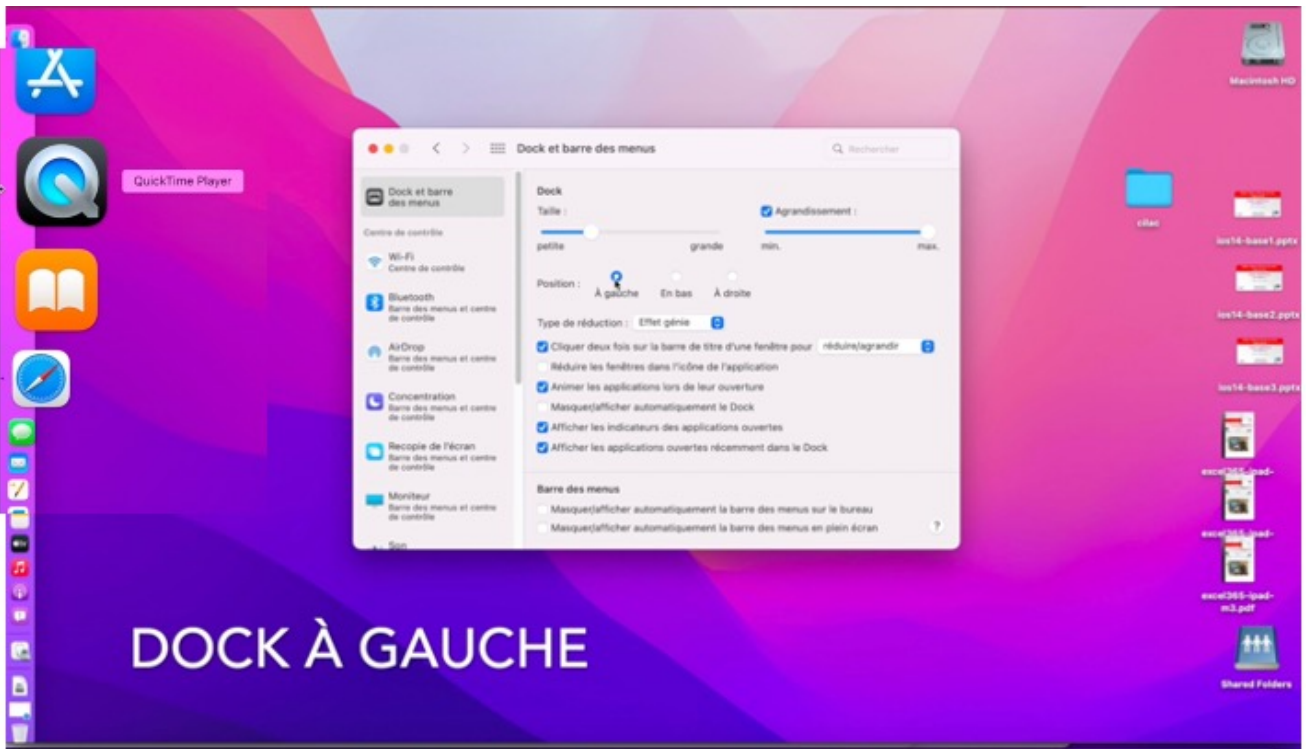 Macintosh HD
QuickTime Player
Dock et barre des menus
Rechercher
Dock et barre
des menus
Centre de contrôle
Wi-Fi
Centre de contrôle
Bluetooth
Barre des menus et centre
de contrôle
AirDrop
Barre des menus et centre
de contrôle
Concentration
Barre des menus et centre
de contrôle
Recopie de l'écran
Barre des menus et centre
de contrôle
Moniteur
Barre des menus et centre
de contrôle
Son
Dock
Taille :
Agrandissement :
petite grande min. max.
Position :
À gauche En bas À droite
Type de réduction : Effet génie
Cliquer deux fois sur la barre de titre d'une fenêtre pour réduire/agrandir
Réduire les fenêtres dans l'icône de l'application
Animer les applications lors de leur ouverture
Masquer/afficher automatiquement le Dock
Afficher les indicateurs des applications ouvertes
Afficher les applications ouvertes récemment dans le Dock
Barre des menus
Masquer/afficher automatiquement la barre des menus sur le bureau
Masquer/afficher automatiquement la barre des menus en plein écran
?
cilac
ios14-base1.pptx
ios14-base2.pptx
ios14-base3.pptx
excel365-ipad-
excel365-ipad-
excel365-ipad-
m3.pdf
Shared Folders
DOCK À GAUCHE